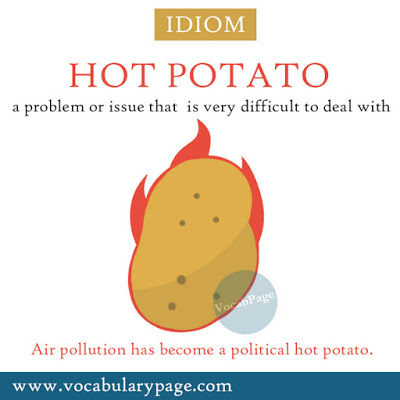 IDIOM
HOT POTATO
a problem or issue that is very difficult to deal with
VocabPage
Air pollution has become a political hot potato.
www.vocabularypage.com